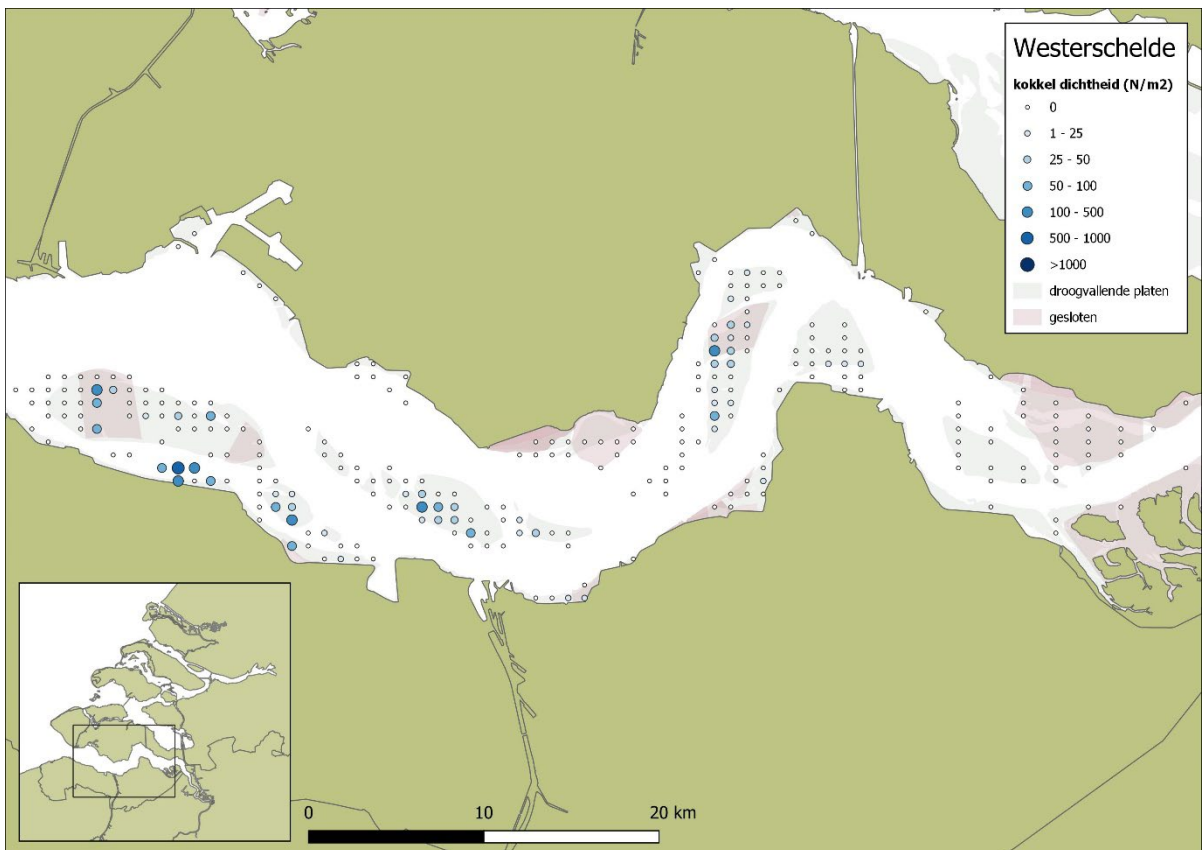 Westerschelde
kokkel dichtheid (N/m2)
0
1 - 25
25 - 50
50 - 100
100 - 500
500 - 1000
>1000
droogvallende platen
gesloten
0 10 20 km